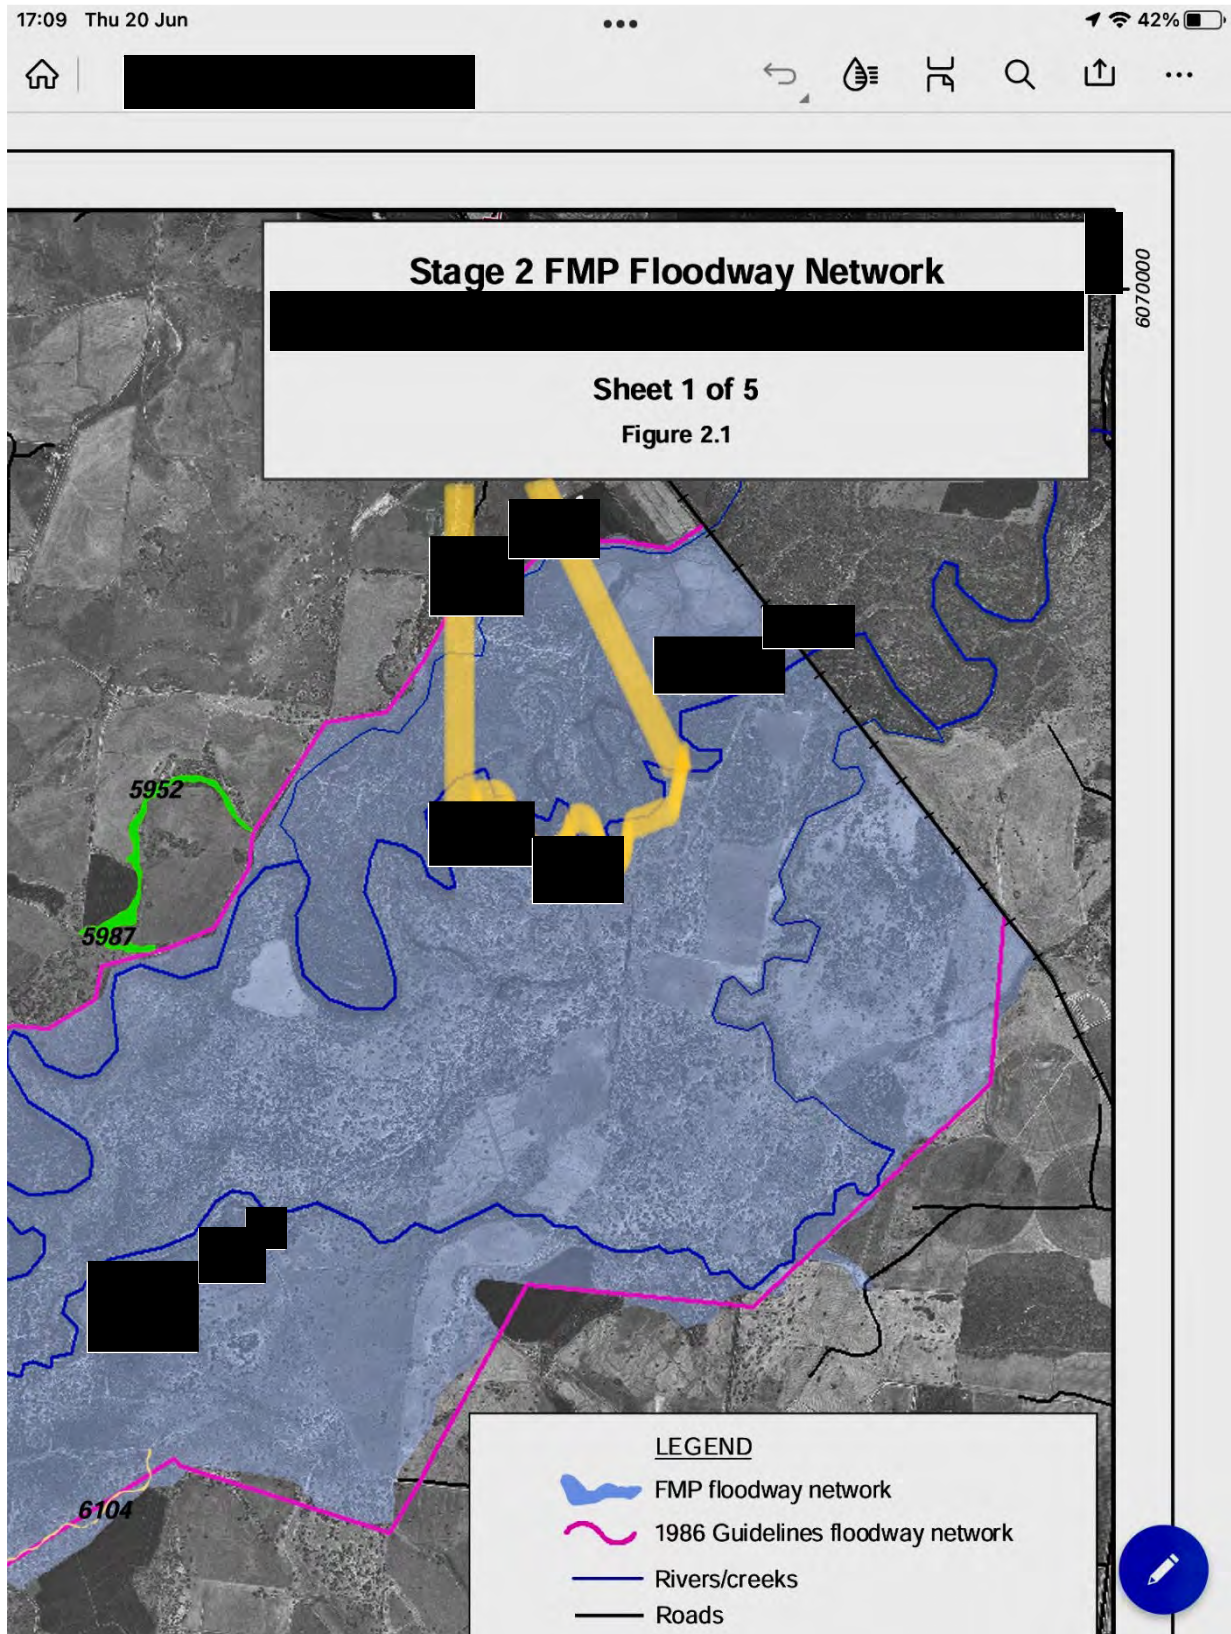 17:09 Thu 20 Jun
42%
Stage 2 FMP Floodway Network
Sheet 1 of 5
Figure 2.1
6070000
5952
5987
6104
LEGEND
FMP floodway network
1986 Guidelines floodway network
Rivers/creeks
Roads